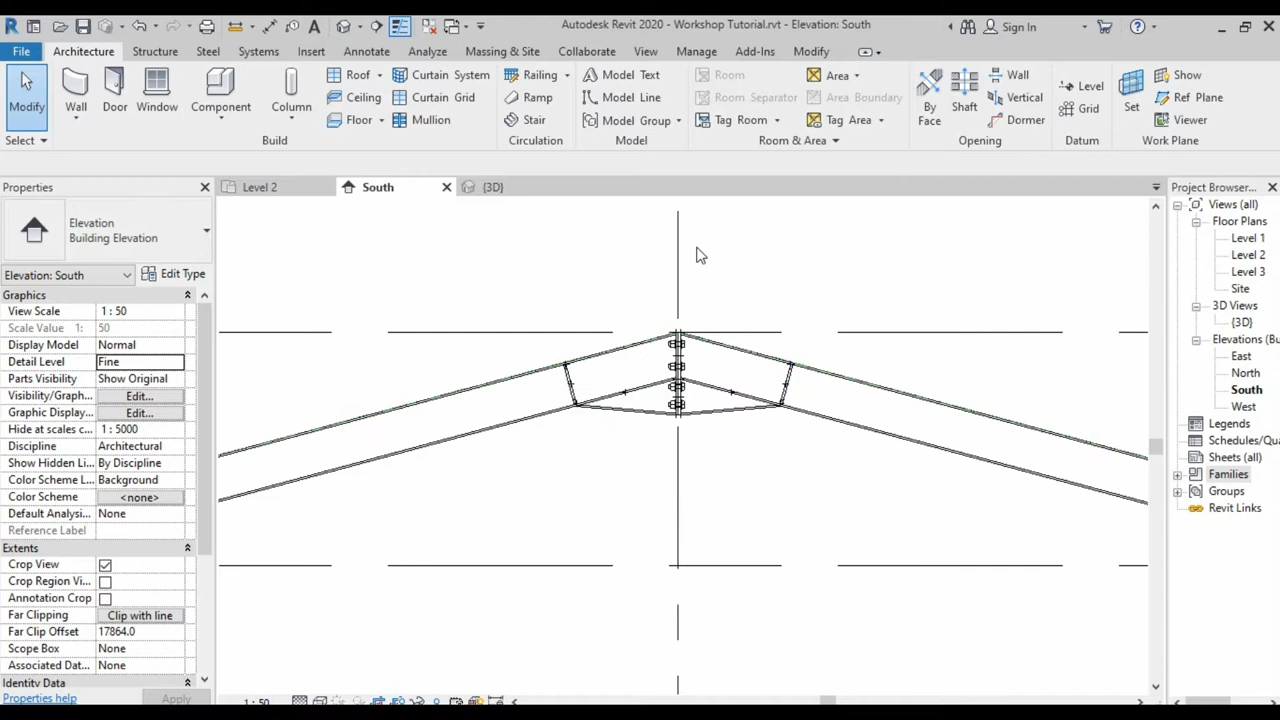 Autodesk Revit 2020 - Workshop Tutorial.rvt - Elevation: South
Sign In
File Architecture Structure Steel Systems Insert Annotate Analyze Massing & Site Collaborate View Manage Add-Ins Modify
Modify
Wall
Door
Window
Component
Column
Roof
Ceiling
Floor
Curtain System
Curtain Grid
Mullion
Railing
Ramp
Stair
Model Text
Model Line
Model Group
Room
Room Separator
Tag Room
Area
Area Boundary
Tag Area
By
Face
Shaft
Wall
Vertical
Dormer
Level
Grid
Set
Show
Ref Plane
Viewer
Select
Build
Circulation
Model
Room & Area
Opening
Datum
Work Plane
Properties
Level 2
South
{3D}
Project Browser...
Elevation
Building Elevation
Elevation: South
Edit Type
Graphics
View Scale 1 : 50
Scale Value 1: 50
Display Model Normal
Detail Level Fine
Parts Visibility Show Original
Visibility/Graph... Edit...
Graphic Display... Edit...
Hide at scales c... 1 : 5000
Discipline Architectural
Show Hidden Li... By Discipline
Color Scheme L... Background
Color Scheme <none>
Default Analysi... None
Reference Label
Extents
Crop View
Crop Region Vi...
Annotation Crop
Far Clipping Clip with line
Far Clip Offset 17864.0
Scope Box None
Associated Dat... None
Identity Data
Properties help
Apply
1 : 50
Views (all)
Floor Plans
Level 1
Level 2
Level 3
Site
3D Views
{3D}
Elevations (B
East
North
South
West
Legends
Schedules/Qua
Sheets (all)
Families
Groups
Revit Links